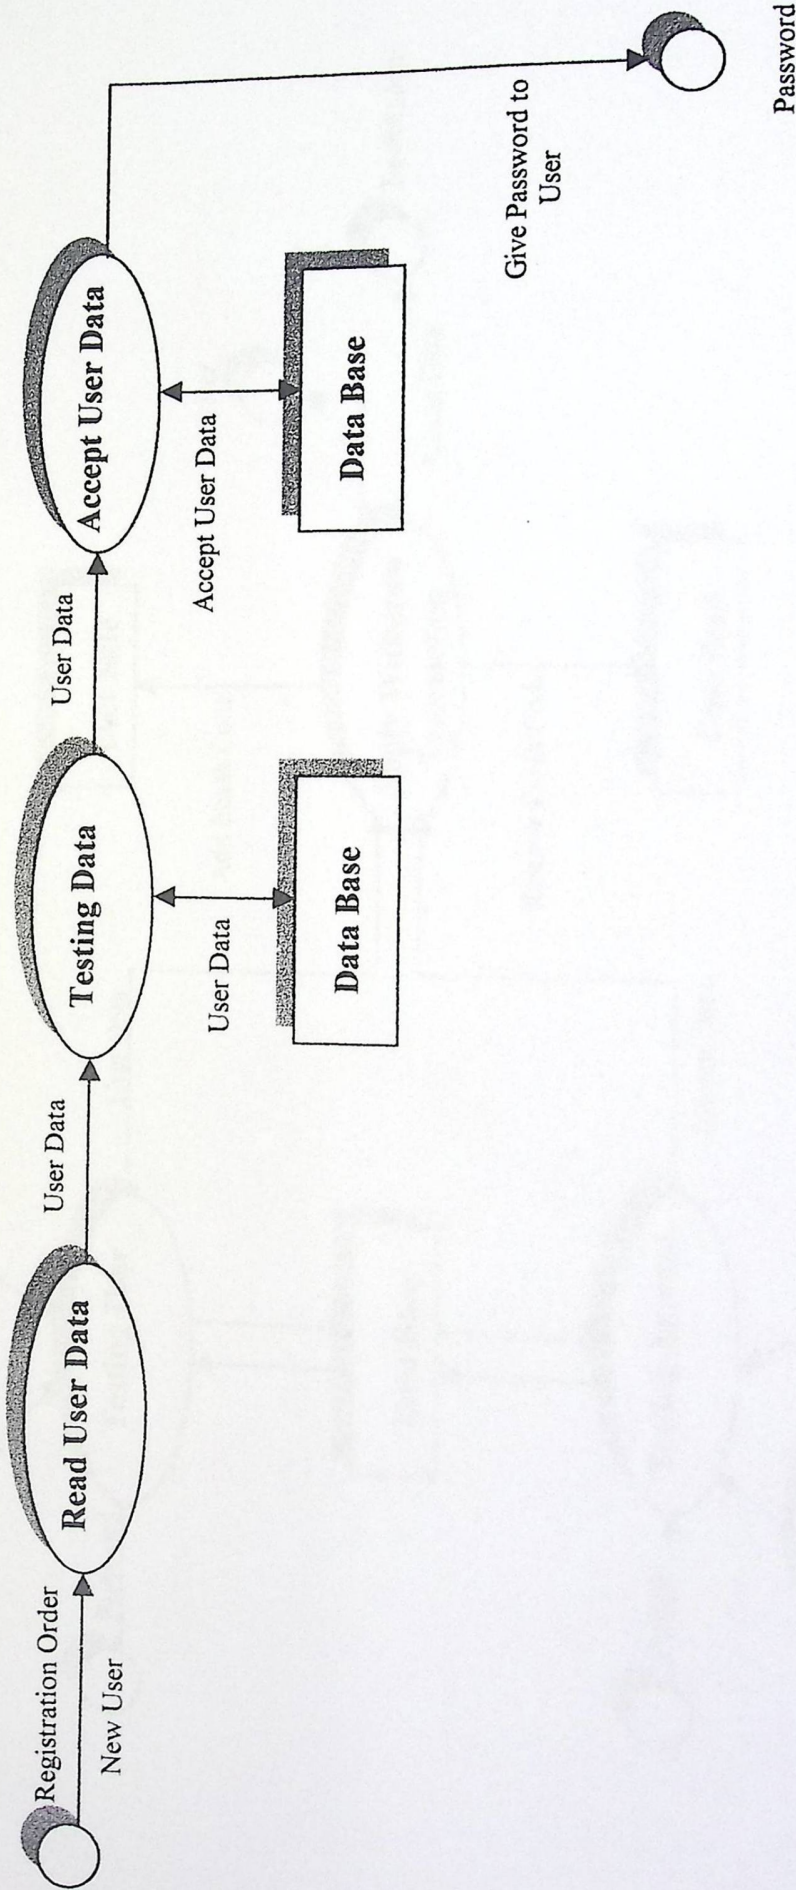 Registration Order
New User
Read User Data
User Data
Testing Data
User Data
Data Base
User Data
Accept User Data
Accept User Data
Data Base
Give Password to
User
Password